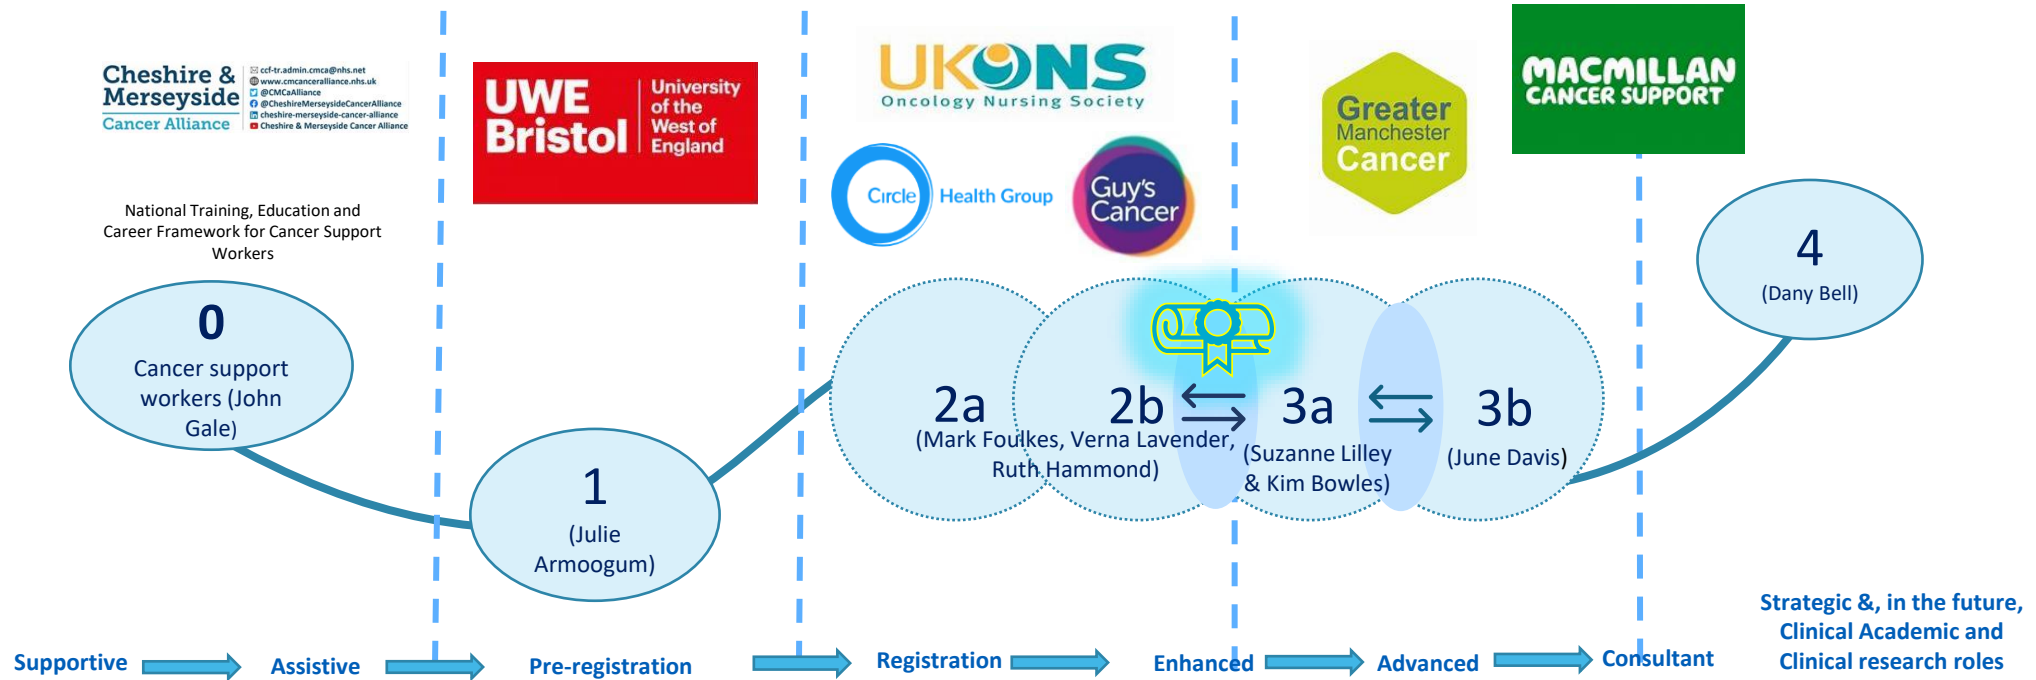 Cheshire &
Merseyside
Cancer Alliance
ccf-tr.admin.cmca@nhs.net
www.cmcanceralliance.nhs.uk
@CMCaAlliance
@CheshireMerseysideCancerAlliance
cheshire-merseyside-cancer-alliance
Cheshire & Merseyside Cancer Alliance
National Training, Education and
Career Framework for Cancer Support
Workers
0
Cancer support
workers (John
Gale)
UWE
Bristol
University
of the
West of
England
1
(Julie
Armoogum)
UKONS
Oncology Nursing Society
Circle Health Group
Guy's
Cancer
2a
2b
(Mark Foulkes, Verna Lavender,
Ruth Hammond)
Greater
Manchester
Cancer
3a
(Suzanne Lilley
& Kim Bowles)
3b
(June Davis)
MACMILLAN
CANCER SUPPORT
4
(Dany Bell)
Supportive
Assistive
Pre-registration
Registration
Enhanced
Advanced
Consultant
Strategic &, in the future,
Clinical Academic and
Clinical research roles